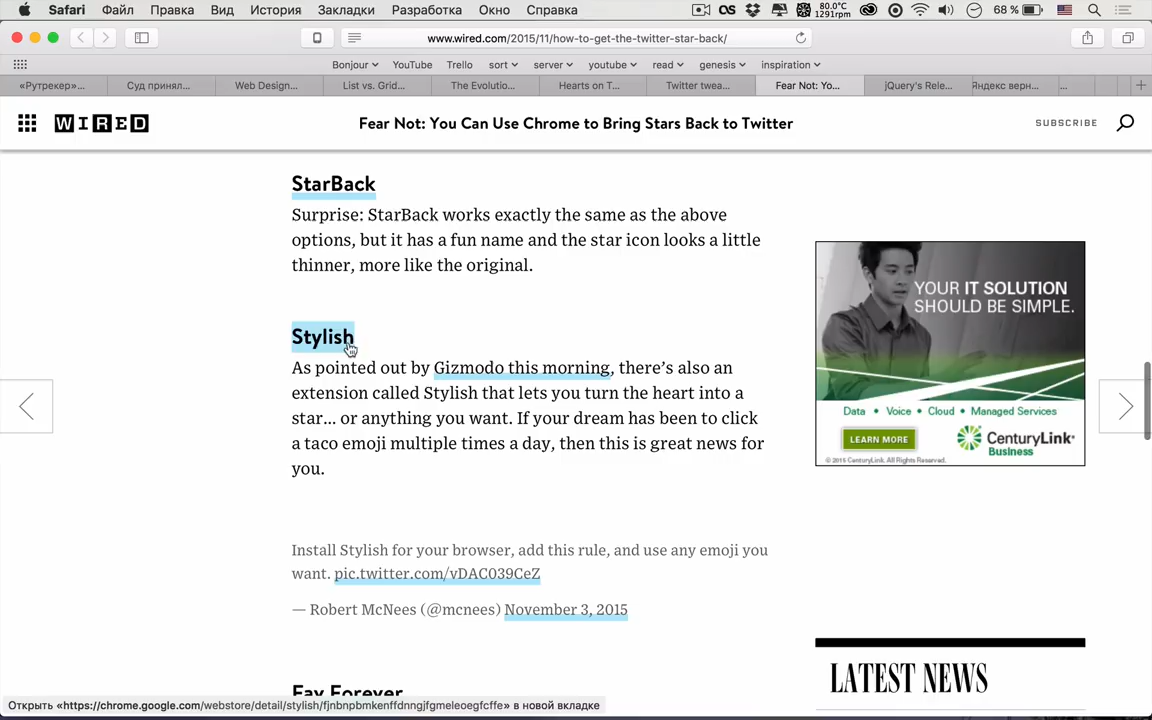 Safari Файл Правка Вид История Закладки Разработка Окно Справка
80.0°C
1291rpm
68 %
www.wired.com/2015/11/how-to-get-the-twitter-star-back/
Bonjour YouTube Trello sort server youtube read genesis inspiration
«Рутрекер»... Суд принял... Web Design... List vs. Grid... The Evolutio... Hearts on T... Twitter twea... Fear Not: Yo... jQuery's Rele... Яндекс верн... ...
WIRED
Fear Not: You Can Use Chrome to Bring Stars Back to Twitter
SUBSCRIBE
StarBack
Surprise: StarBack works exactly the same as the above
options, but it has a fun name and the star icon looks a little
thinner, more like the original.
Stylish
As pointed out by Gizmodo this morning, there's also an
extension called Stylish that lets you turn the heart into a
star... or anything you want. If your dream has been to click
a taco emoji multiple times a day, then this is great news for
you.
Install Stylish for your browser, add this rule, and use any emoji you
want. pic.twitter.com/vDAC039CeZ
— Robert McNees (@mcnees) November 3, 2015
Fav Forever
YOUR IT SOLUTION
SHOULD BE SIMPLE.
Data • Voice • Cloud • Managed Services
LEARN MORE
CenturyLink®
Business
© 2015 CenturyLink. All Rights Reserved.
LATEST NEWS
Открыть «https://chrome.google.com/webstore/detail/stylish/fjnbnpbmkenffdnngjfgmeleoegfcffe» в новой вкладке